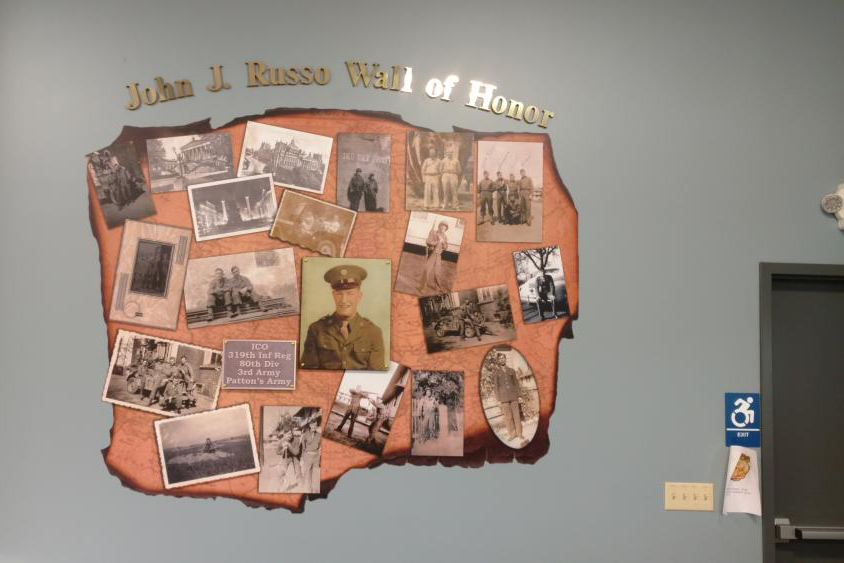 John J. Russo Wall of Honor
ICO
319th Inf Reg
80th Div
3rd Army
Patton's Army
EXIT